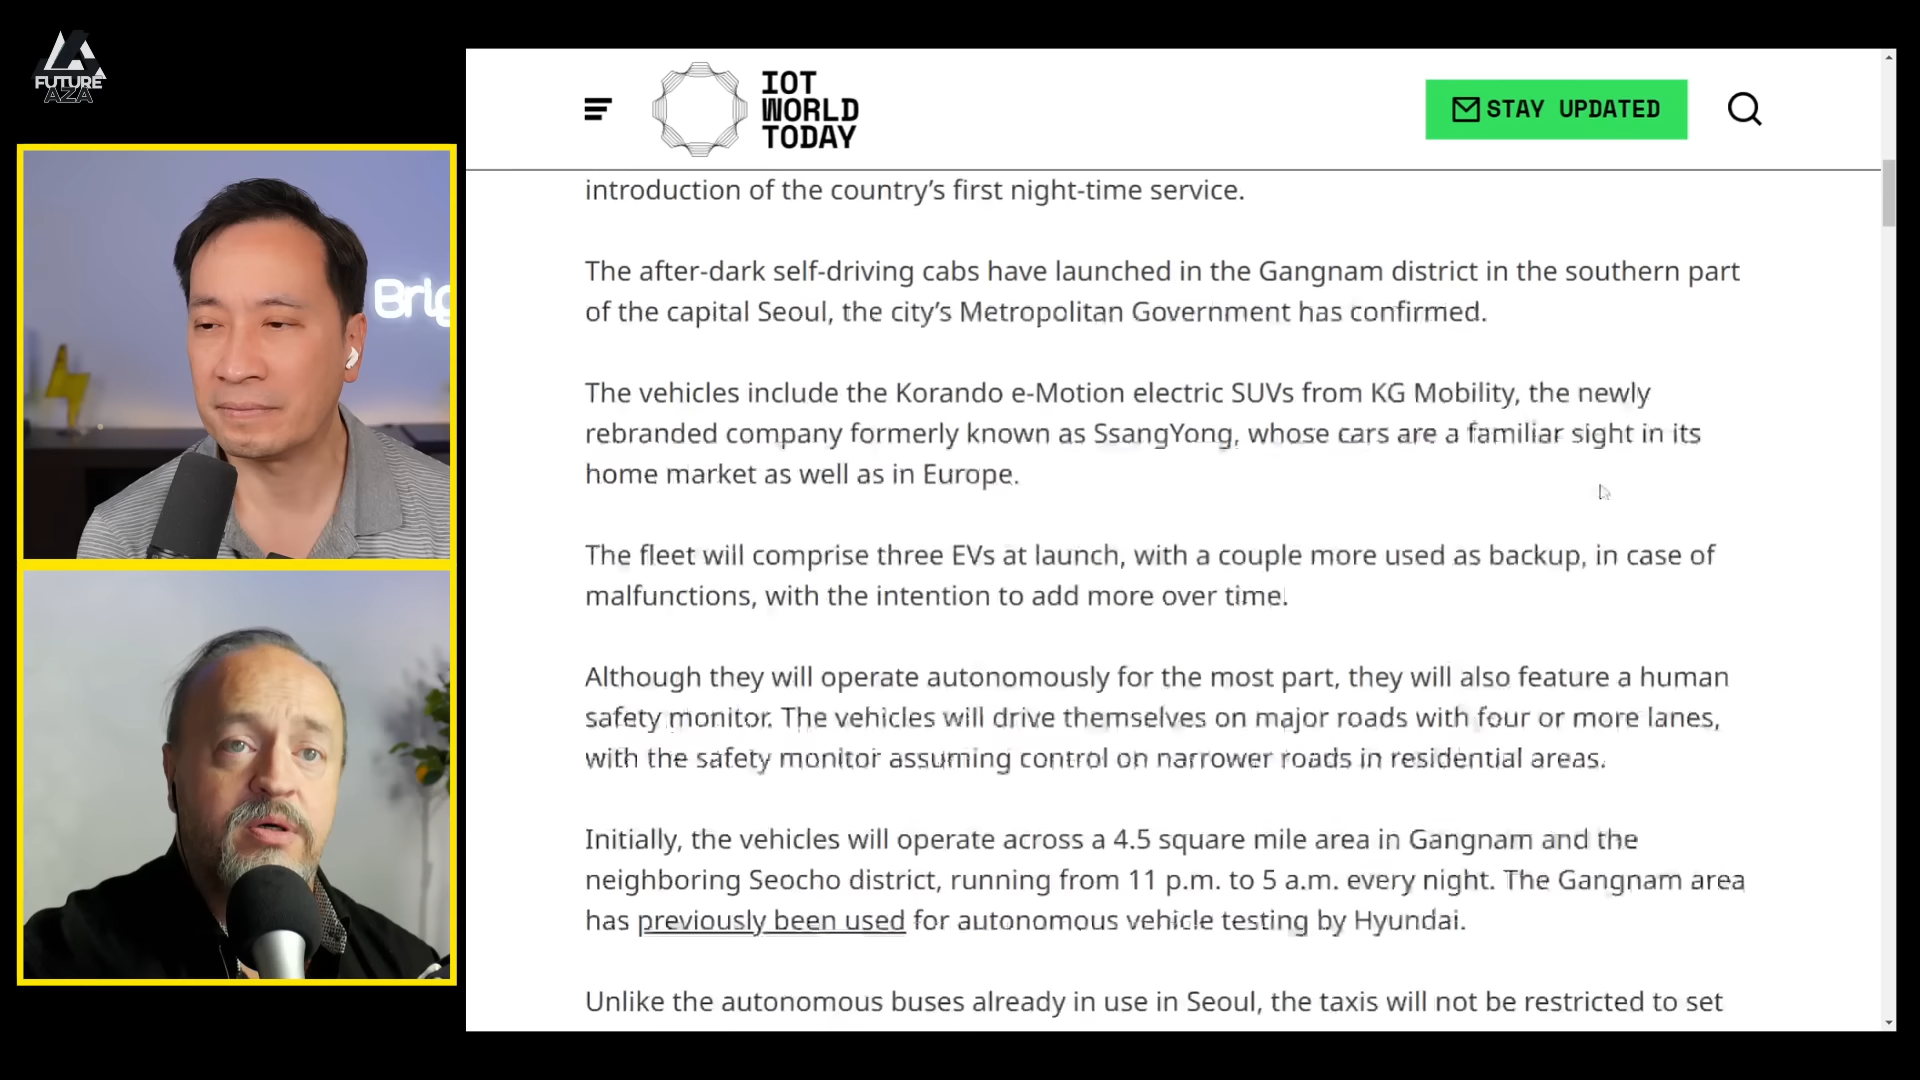 FUTURE
AZA
Brig
IOT
WORLD
TODAY
STAY UPDATED
introduction of the country’s first night-time service.
The after-dark self-driving cabs have launched in the Gangnam district in the southern part
of the capital Seoul, the city’s Metropolitan Government has confirmed.
The vehicles include the Korando e-Motion electric SUVs from KG Mobility, the newly
rebranded company formerly known as SsangYong, whose cars are a familiar sight in its
home market as well as in Europe.
The fleet will comprise three EVs at launch, with a couple more used as backup, in case of
malfunctions, with the intention to add more over time.
Although they will operate autonomously for the most part, they will also feature a human
safety monitor. The vehicles will drive themselves on major roads with four or more lanes,
with the safety monitor assuming control on narrower roads in residential areas.
Initially, the vehicles will operate across a 4.5 square mile area in Gangnam and the
neighboring Seocho district, running from 11 p.m. to 5 a.m. every night. The Gangnam area
has previously been used for autonomous vehicle testing by Hyundai.
Unlike the autonomous buses already in use in Seoul, the taxis will not be restricted to set